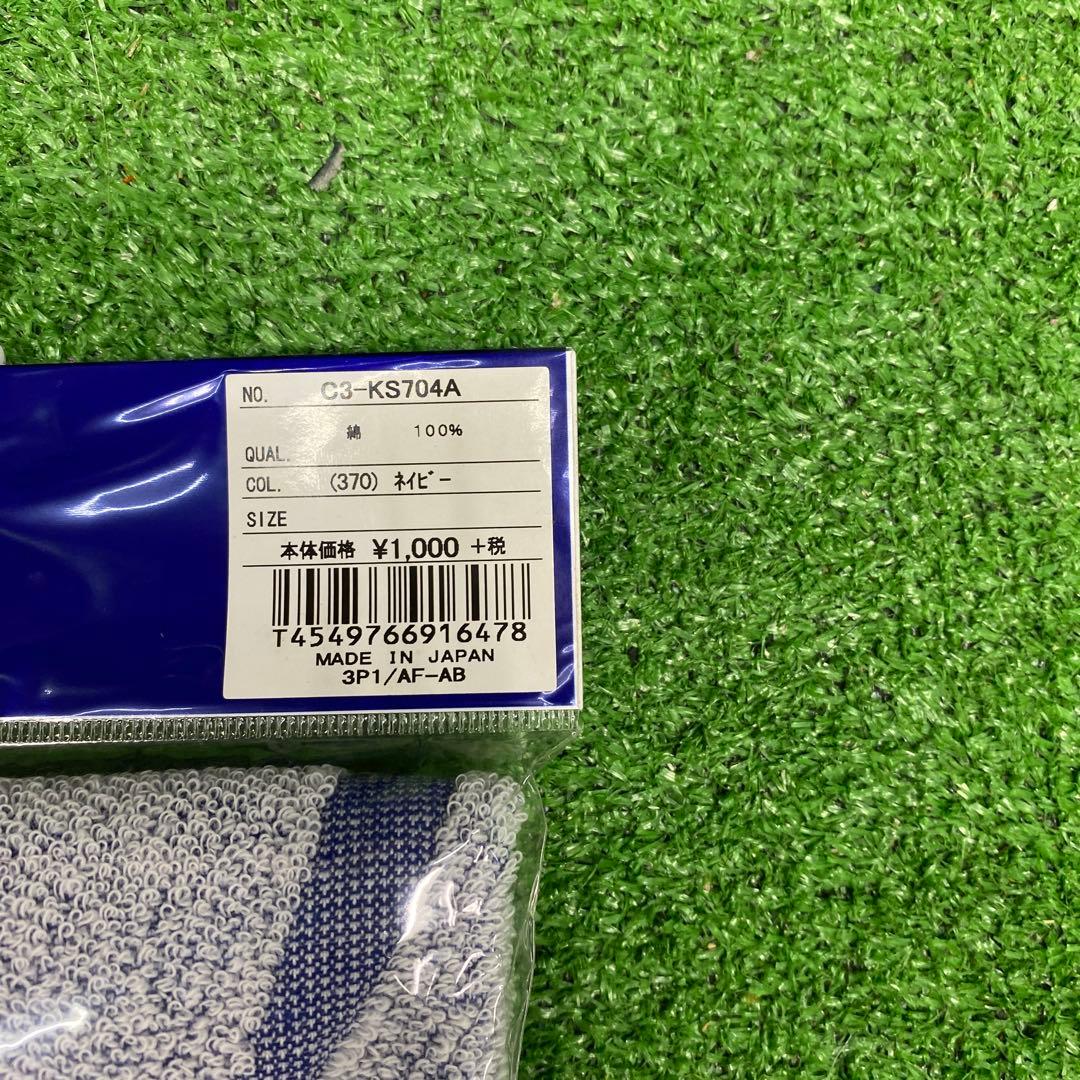 NO. C3-KS704A
綿 100%
QUAL.
COL. (370) ネイビー
SIZE
本体価格 ¥1,000 +税
T4549766916478
MADE IN JAPAN
3P1/AF-AB